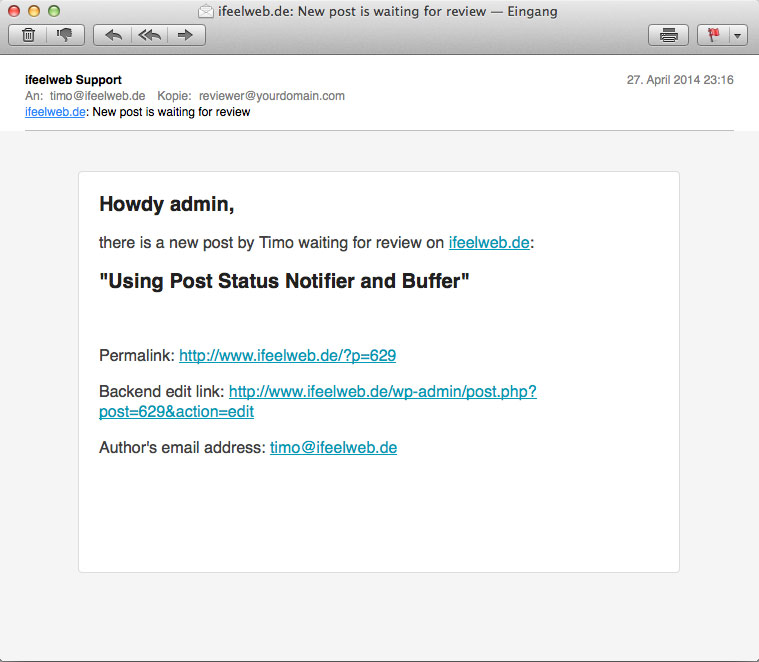 ifeelweb.de: New post is waiting for review — Eingang
ifeelweb Support
27. April 2014 23:16
An: timo@ifeelweb.de Kopie: reviewer@yourdomain.com
ifeelweb.de: New post is waiting for review
Howdy admin,
there is a new post by Timo waiting for review on ifeelweb.de:
"Using Post Status Notifier and Buffer"
Permalink: http://www.ifeelweb.de/?p=629
Backend edit link: http://www.ifeelweb.de/wp-admin/post.php?
post=629&action=edit
Author's email address: timo@ifeelweb.de